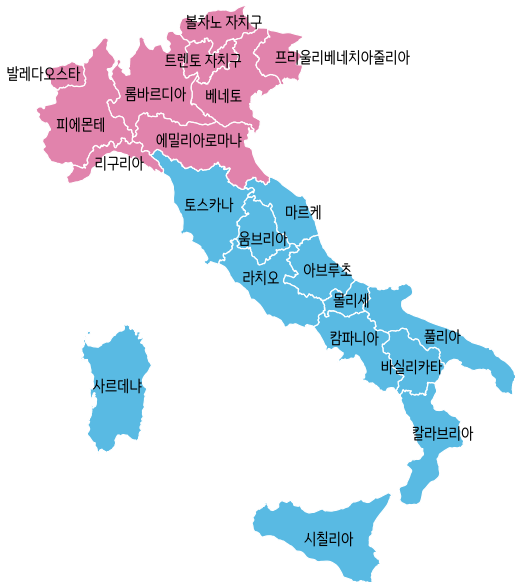 볼차노 자치구
트렌토 자치구
프리울리베네치아줄리아
발레다오스타
롬바르디아
베네토
피에몬테
에밀리아로마냐
리구리아
토스카나
마르케
움브리아
라치오
아브루초
몰리세
캄파니아
풀리아
바실리카타
사르데냐
칼라브리아
시칠리아